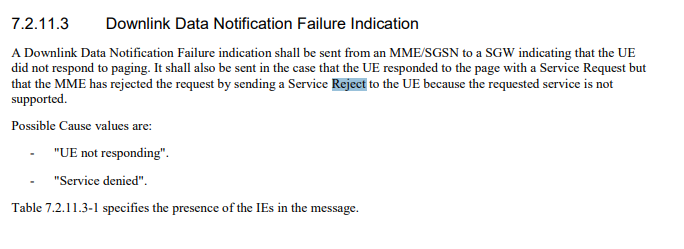 7.2.11.3 Downlink Data Notification Failure Indication
A Downlink Data Notification Failure indication shall be sent from an MME/SGSN to a SGW indicating that the UE
did not respond to paging. It shall also be sent in the case that the UE responded to the page with a Service Request but
that the MME has rejected the request by sending a Service Reject to the UE because the requested service is not
supported.
Possible Cause values are:
- "UE not responding".
- "Service denied".
Table 7.2.11.3-1 specifies the presence of the IEs in the message.